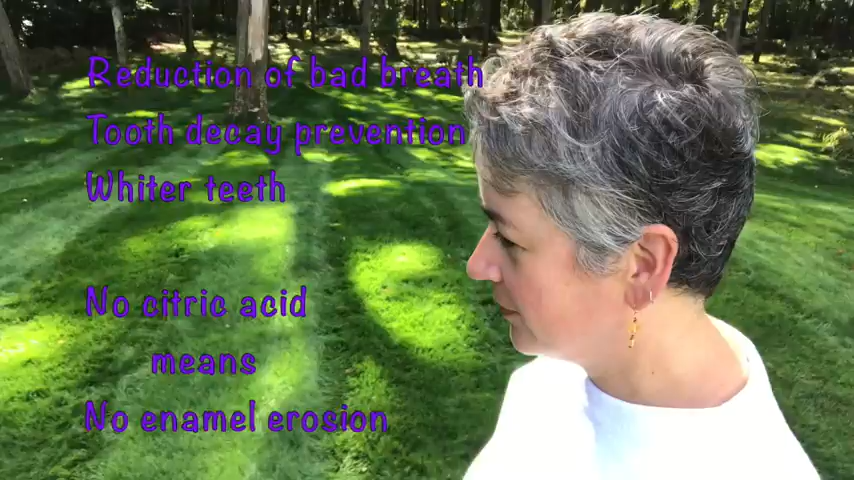 Reduction of bad breath
Tooth decay prevention
Whiter teeth
No citric acid
means
No enamel erosion